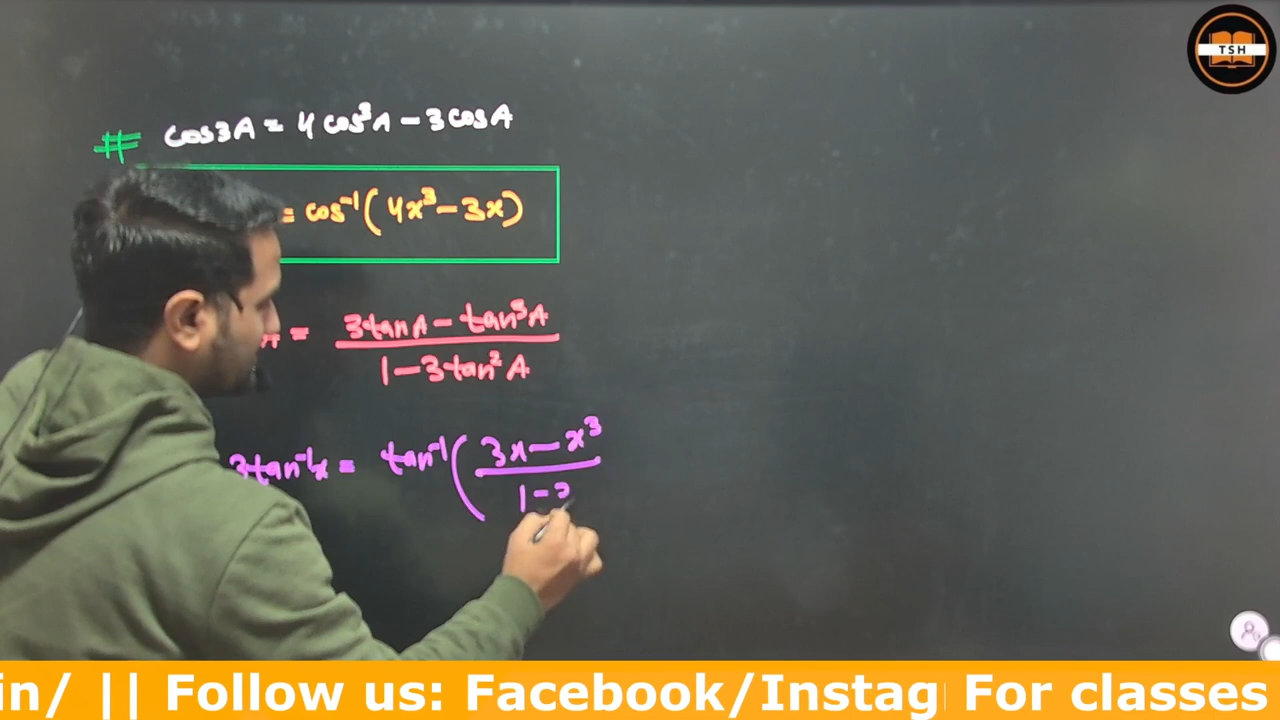 TSH
# cos3A = 4cos³A - 3cosA
= cos⁻¹(4x³ - 3x)
= 3tanA - tan³A / 1 - 3tan²A
3tan⁻¹x = tan⁻¹( 3x - x³ / 1 - 3
in/ || Follow us: Facebook/Instag For classes